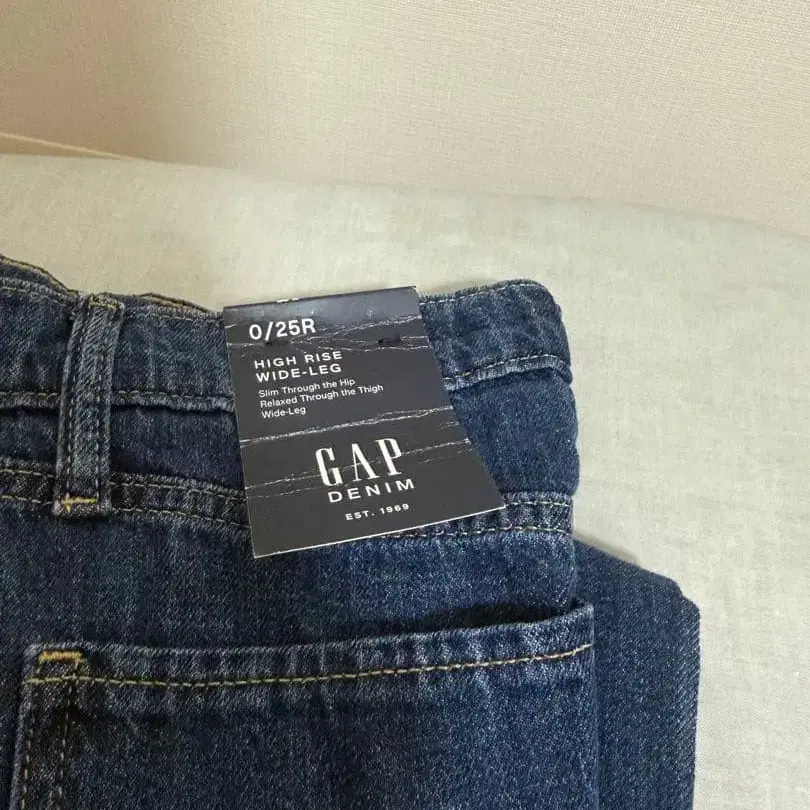 0/25R
HIGH RISE
WIDE-LEG
Slim Through the Hip
Relaxed Through the Thigh
Wide-Leg
GAP
DENIM
EST. 1969